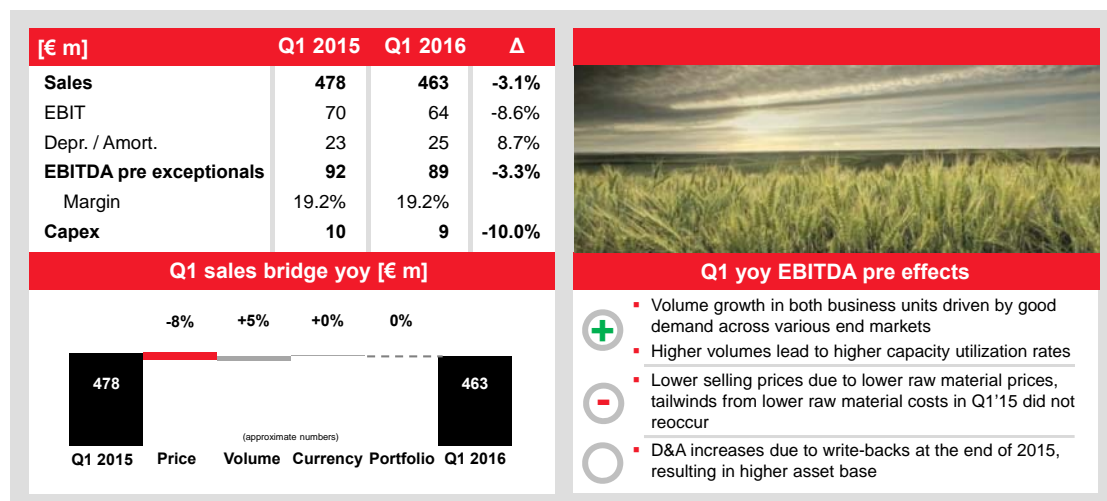 [€ m] Q1 2015 Q1 2016 Δ
Sales 478 463 -3.1%
EBIT 70 64 -8.6%
Depr. / Amort. 23 25 8.7%
EBITDA pre exceptionals 92 89 -3.3%
Margin 19.2% 19.2%
Capex 10 9 -10.0%
Q1 sales bridge yoy [€ m]
-8% +5% +0% 0%
478 463
(approximate numbers)
Q1 2015 Price Volume Currency Portfolio Q1 2016
Q1 yoy EBITDA pre effects
+
▪ Volume growth in both business units driven by good
demand across various end markets
▪ Higher volumes lead to higher capacity utilization rates
-
▪ Lower selling prices due to lower raw material prices,
tailwinds from lower raw material costs in Q1’15 did not
reoccur
▪ D&A increases due to write-backs at the end of 2015,
resulting in higher asset base